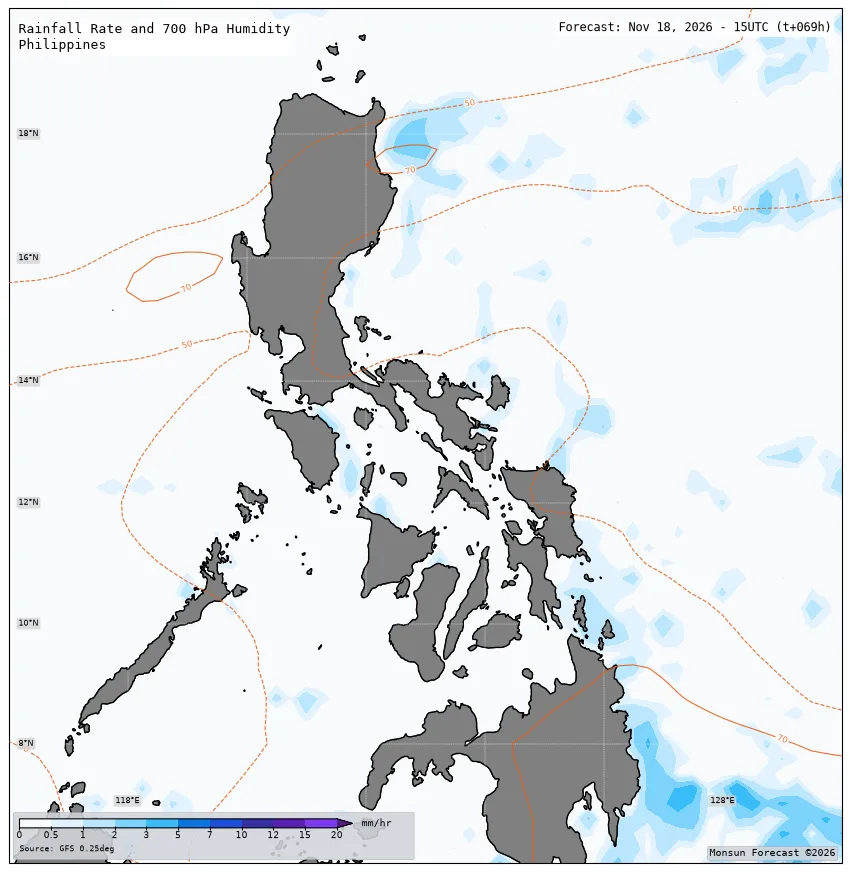 Rainfall Rate and 700 hPa Humidity
Philippines
Forecast: Nov 18, 2026 - 15UTC (t+069h)
50
18°N
70
50
16°N
70
50
14°N
12°N
10°N
8°N
70
118°E
128°E
0 0.5 1 2 3 5 7 10 12 15 20 mm/hr
Source: GFS 0.25deg
Monsun Forecast ©2026